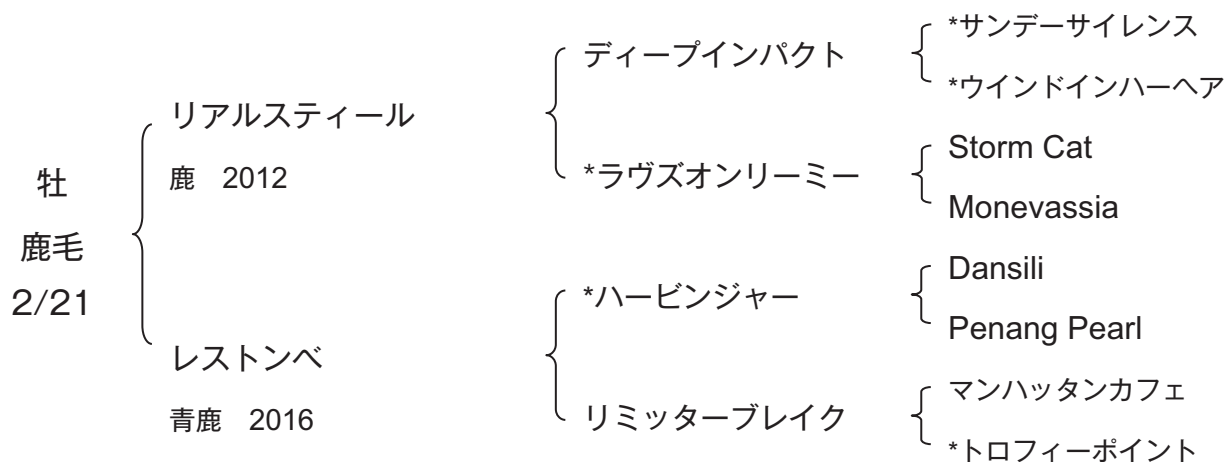 牡
鹿毛
2/21
リアルスティール
鹿 2012
レストンべ
青鹿 2016
ディープインパクト
*ラヴズオンリーミー
*ハービンジャー
リミッターブレイク
*サンデーサイレンス
*ウインドインハーヘア
Storm Cat
Monevassia
Dansili
Penang Pearl
マンハッタンカフェ
*トロフィーポイント